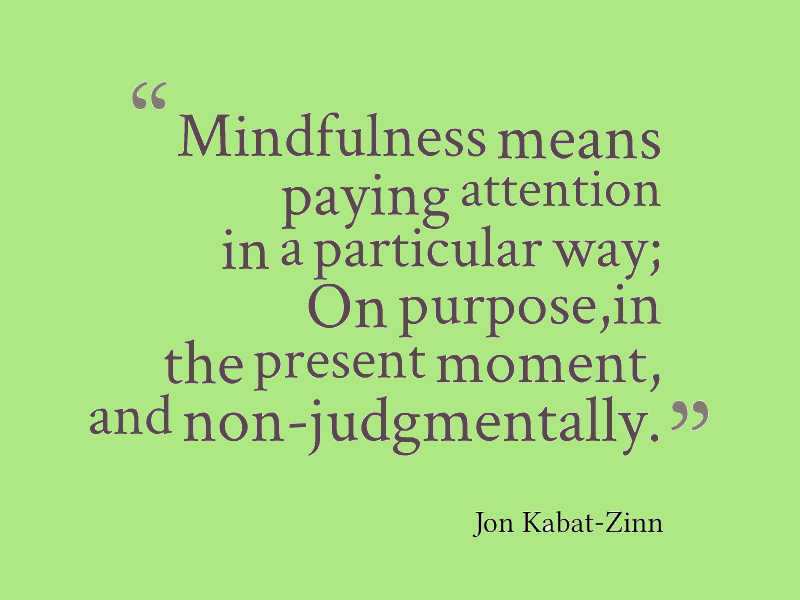 “Mindfulness means
paying attention
in a particular way;
On purpose,in
the present moment,
and non-judgmentally.”
Jon Kabat-Zinn